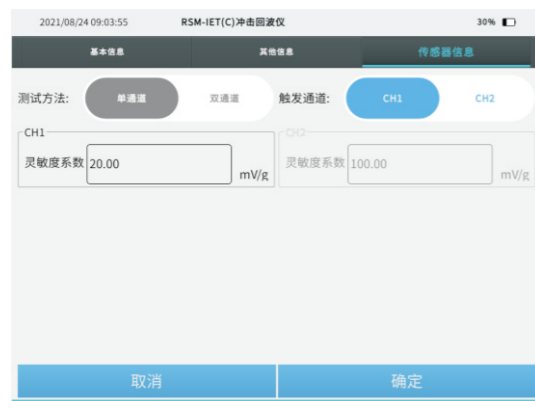 2021/08/24 09:03:55 RSM-IET(C)冲击回波仪 30%
基本信息 其他信息 传感器信息
测试方法: 单通道 双通道 触发通道: CH1 CH2
CH1 CH2
灵敏度系数 20.00 mV/g 灵敏度系数 100.00 mV/g
取消 确定